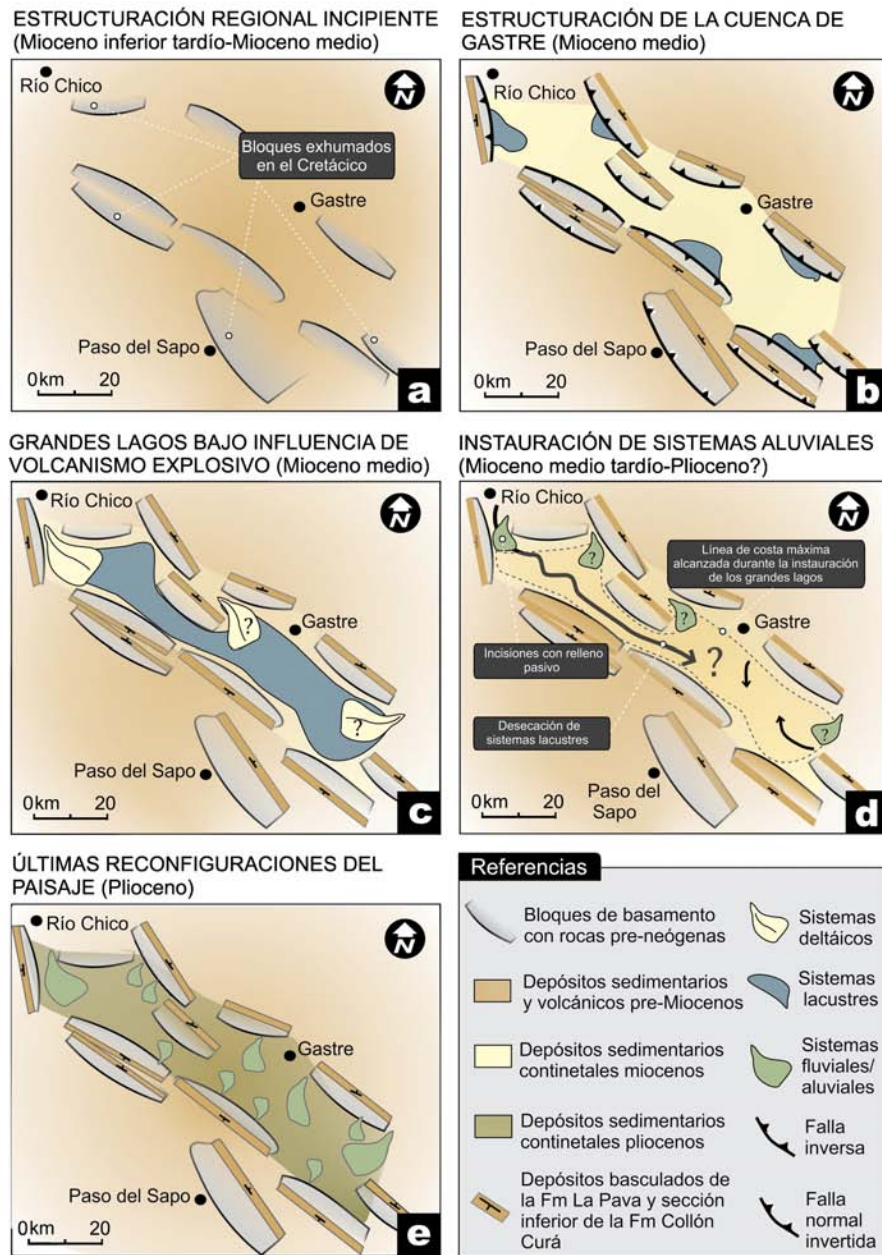 ESTRUCTURACIÓN REGIONAL INCIPIENTE
(Mioceno inferior tardío-Mioceno medio)
Río Chico
N
Bloques exhumados
en el Cretácico
Gastre
Paso del Sapo
0km 20
a
ESTRUCTURACIÓN DE LA CUENCA DE
GASTRE (Mioceno medio)
Río Chico
N
Gastre
Paso del Sapo
0km 20
b
GRANDES LAGOS BAJO INFLUENCIA DE
VOLCANISMO EXPLOSIVO (Mioceno medio)
Río Chico
N
?
Gastre
?
Paso del Sapo
0km 20
c
INSTAURACIÓN DE SISTEMAS ALUVIALES
(Mioceno medio tardío-Plioceno?)
Río Chico
N
?
Línea de costa máxima
alcanzada durante la instauración
de los grandes lagos
?
Gastre
Incisiones con relleno
pasivo
?
Desecación de
sistemas lacustres
?
Paso del
Sapo
0km 20
d
ÚLTIMAS RECONFIGURACIONES DEL
PAISAJE (Plioceno)
Río Chico
N
Gastre
Paso del Sapo
0km 20
e
Referencias
Bloques de basamento
con rocas pre-neógenas
Depósitos sedimentarios
y volcánicos pre-Miocenos
Depósitos sedimentarios
continetales miocenos
Depósitos sedimentarios
continetales pliocenos
Depósitos basculados de
la Fm La Pava y sección
inferior de la Fm Collón
Curá
Sistemas
deltáicos
Sistemas
lacustres
Sistemas
fluviales/
aluviales
Falla
inversa
Falla
normal
invertida